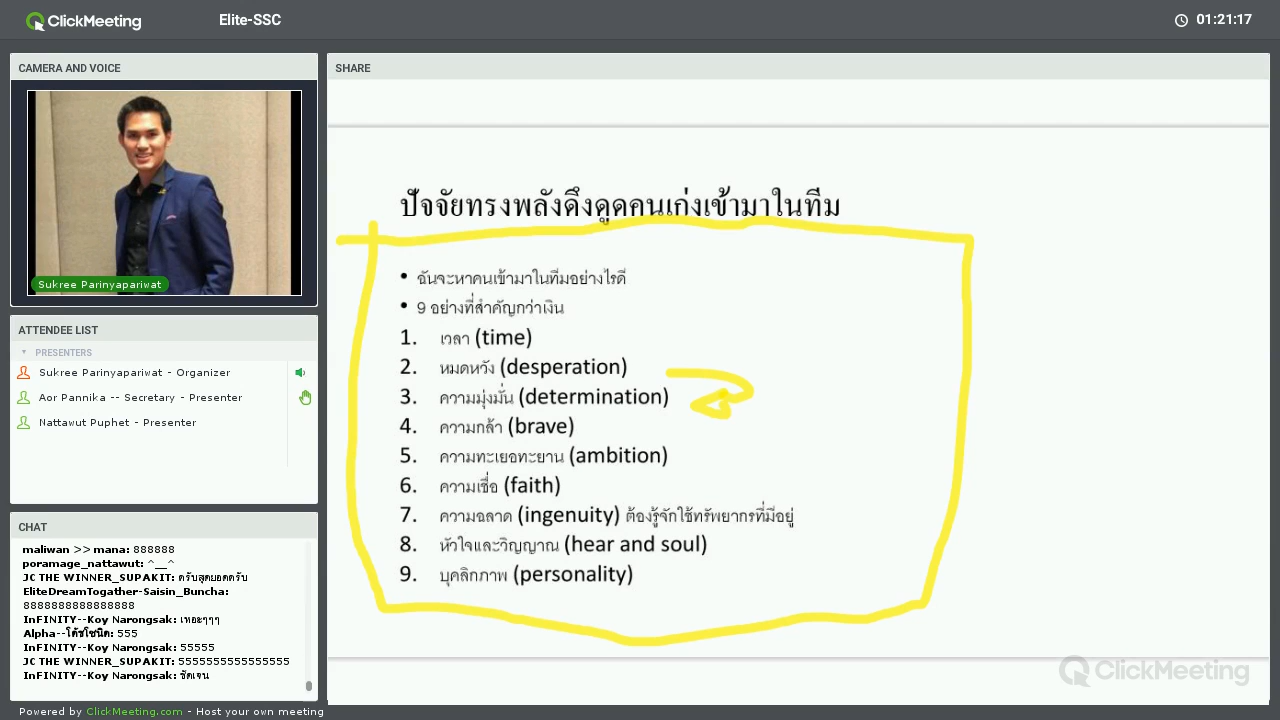 ClickMeeting
Elite-SSC
01:21:17
CAMERA AND VOICE
Sukree Parinyapariwat
ATTENDEE LIST
PRESENTERS
Sukree Parinyapariwat - Organizer
Aor Pannika -- Secretary - Presenter
Nattawut Puphet - Presenter
CHAT
maliwan >> mana: 888888
poramage_nattawut: ^__^
JC THE WINNER_SUPAKIT: ตรับสุดยอดตรับ
EliteDreamTogather-Saisin_Buncha:
8888888888888888
InFINITY--Koy Narongsak: เหอะๆๆๆ
Alpha--โต้ชโซนิด: 555
InFINITY--Koy Narongsak: 55555
JC THE WINNER_SUPAKIT: 5555555555555555
InFINITY--Koy Narongsak: ชัดเจน
Powered by ClickMeeting.com - Host your own meeting
SHARE
ปัจจัยทรงพลังดึงดูดคนเก่งเข้ามาในทีม
• ฉันจะหาคนเข้ามาในทีมอย่างไรดี
• 9 อย่างที่สำคัญกว่าเงิน
1. เวลา (time)
2. หมดหวัง (desperation)
3. ความมุ่งมั่น (determination)
4. ความกล้า (brave)
5. ความทะเยอทะยาน (ambition)
6. ความเชื่อ (faith)
7. ความฉลาด (ingenuity) ต้องรู้จักใช้ทรัพยากรที่มีอยู่
8. หัวใจและวิญญาณ (hear and soul)
9. บุคลิกภาพ (personality)
ClickMeeting